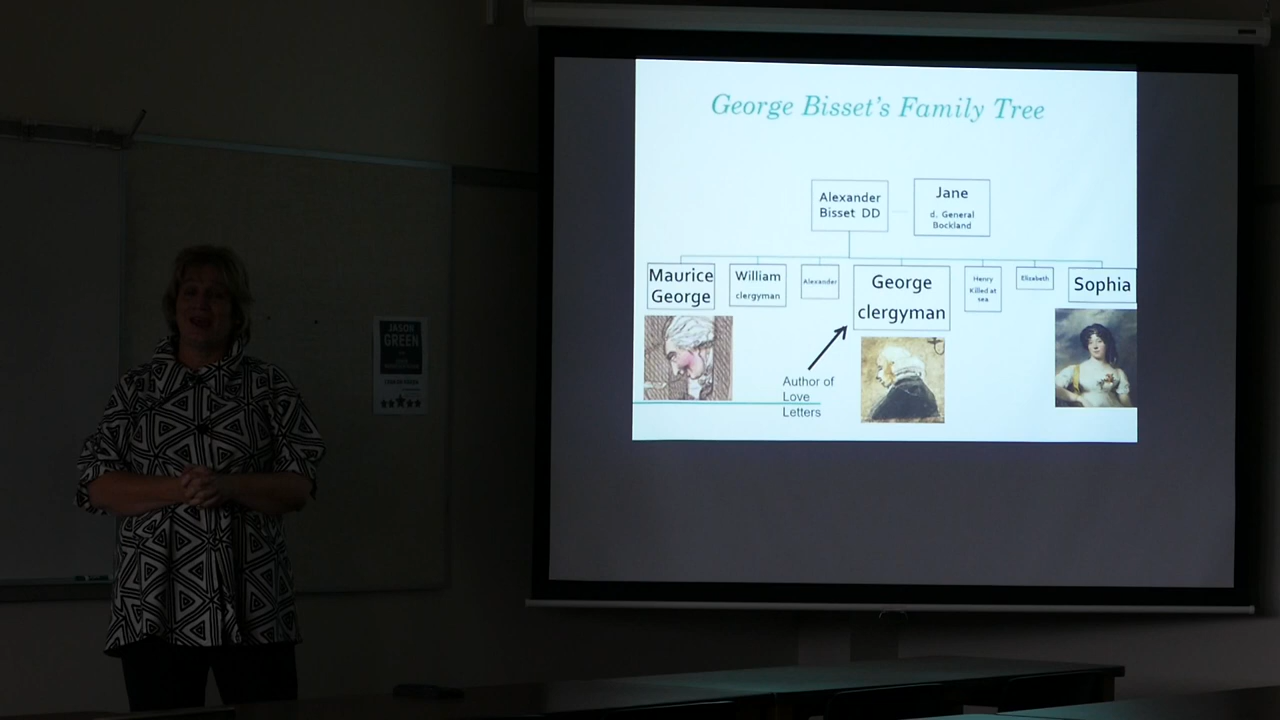 George Bisset's Family Tree
Alexander
Bisset DD
Jane
d. General
Bockland
Maurice
George
William
clergyman
Alexander
George
clergyman
Henry
Killed at
sea
Elizabeth
Sophia
Author of
Love
Letters
JASON
GREEN